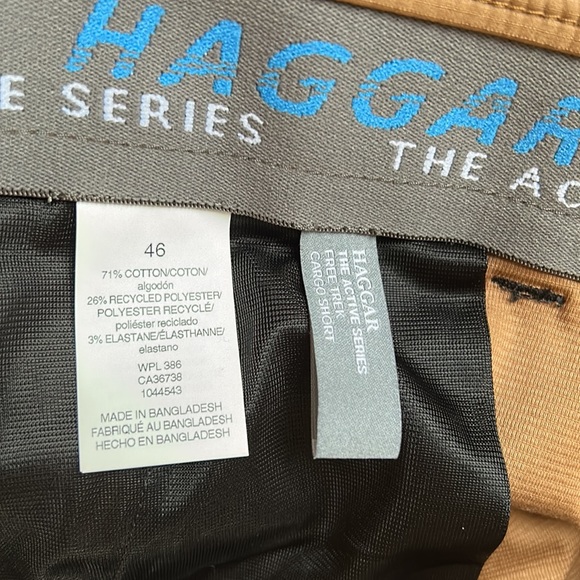 HAGGAR
E SERIES THE AC
46
71% COTTON/COTON/
algodón
26% RECYCLED POLYESTER/
POLYESTER RECYCLÉ/
poliéster reciclado
3% ELASTANE/ÉLASTHANNE/
elastano
WPL 386
CA36738
1044543
MADE IN BANGLADESH
FABRIQUÉ AU BANGLADESH
HECHO EN BANGLADESH
HAGGAR
THE ACTIVE SERIES
FREE TREK
CARGO SHORT